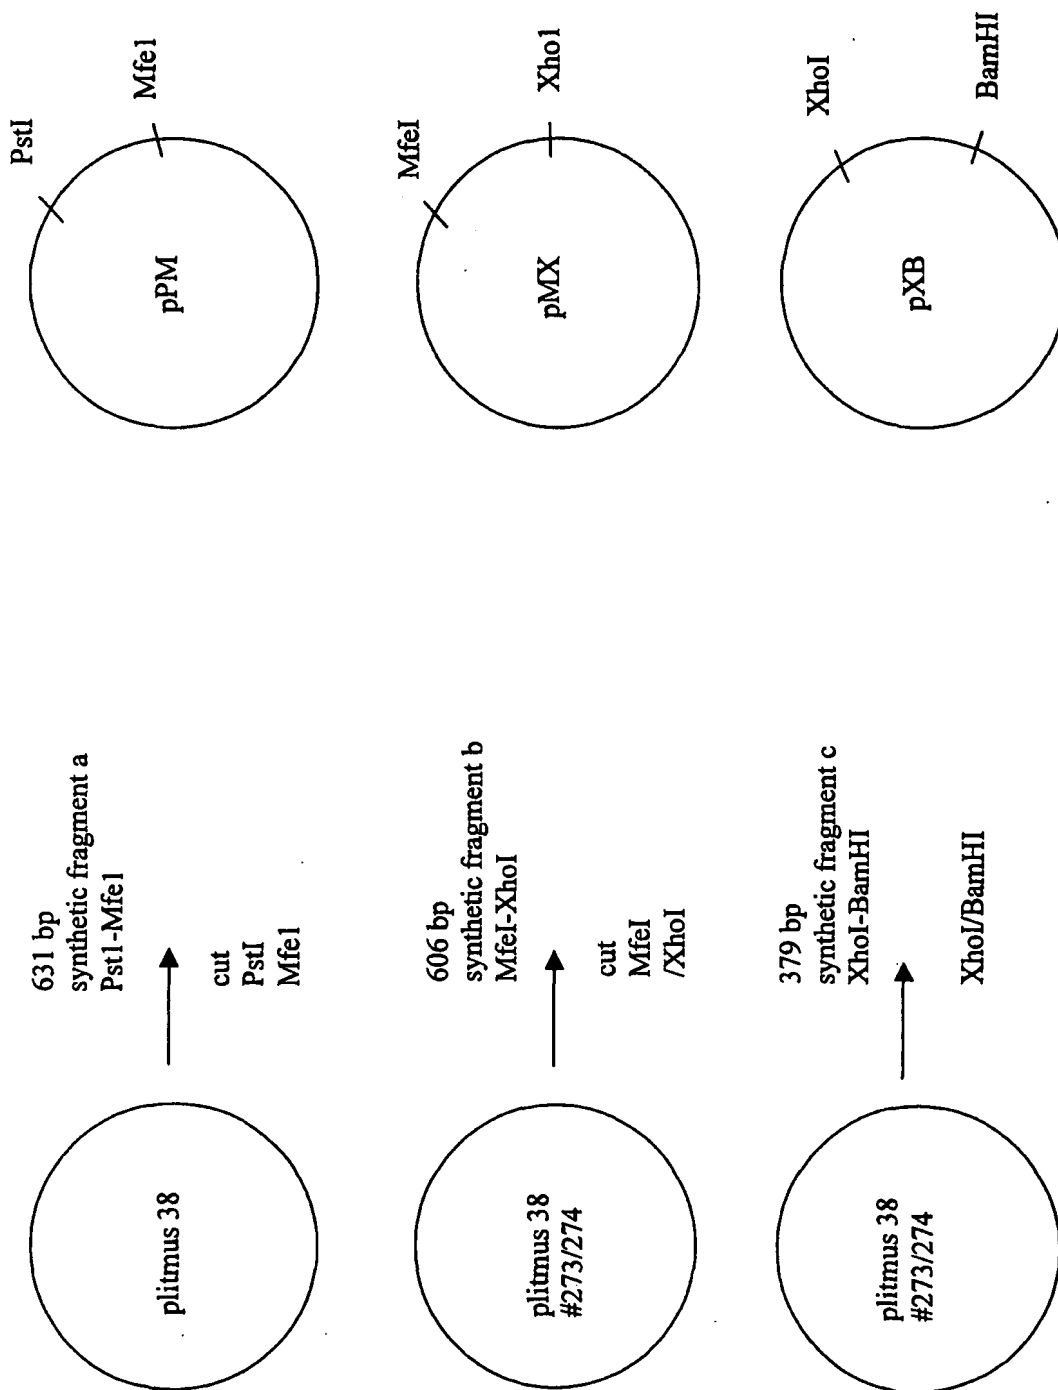 plitmus 38
631 bp
synthetic fragment a
Pst1-Mfe1
cut
PstI
Mfe1
pPM
PstI
Mfe1
plitmus 38
#273/274
606 bp
synthetic fragment b
MfeI-XhoI
cut
MfeI
/XhoI
pMX
MfeI
Xho1
plitmus 38
#273/274
379 bp
synthetic fragment c
XhoI-BamHI
XhoI/BamHI
pXB
XhoI
BamHI